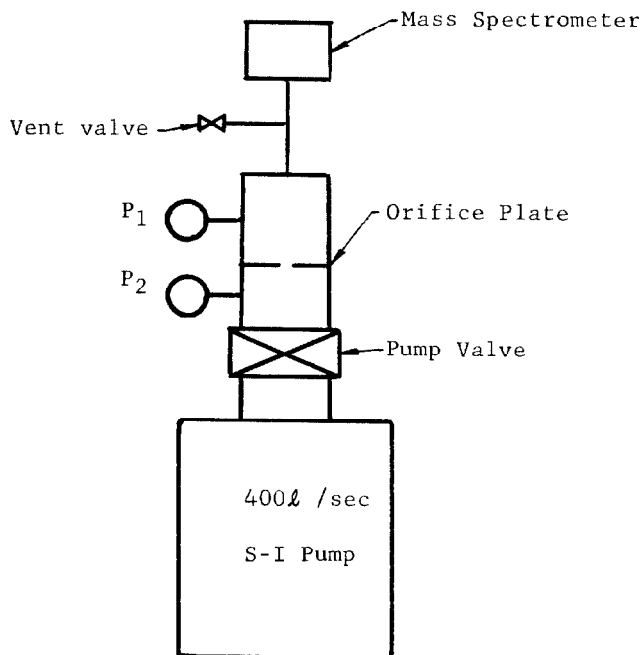 Mass Spectrometer
Vent valve
P1
Orifice Plate
P2
Pump Valve
400ℓ /sec
S-I Pump